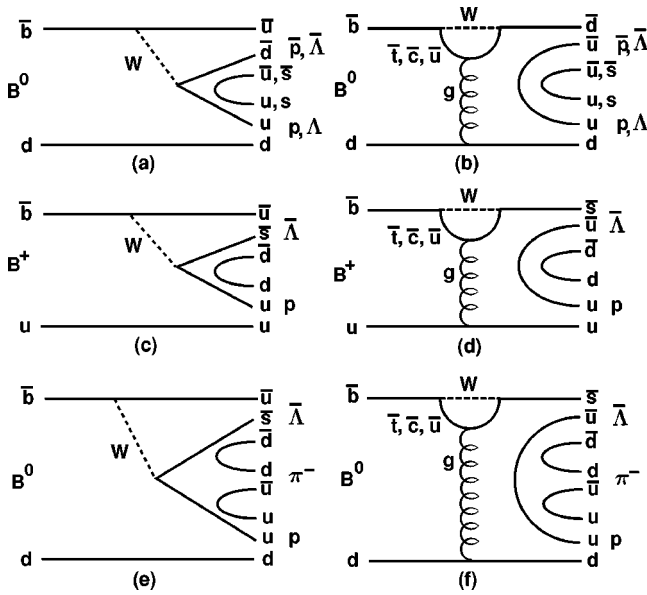 b̄ ū
d̄ p̄, Λ̄
W
ū, s̄
B⁰
u, s
u p, Λ̄
d d
(a)
b̄ W d̄
ū p̄, Λ̄
t̄, c̄, ū
ū, s̄
B⁰ g
u, s
u p, Λ̄
d d
(b)
b̄ ū
s̄ Λ̄
W
d̄
B⁺
d
u p
u u
(c)
b̄ W s̄
ū Λ̄
t̄, c̄, ū
d̄
B⁺ g
d
u p
u u
(d)
b̄ ū
s̄ Λ̄
d̄
W
d π⁻
B⁰
ū
u
u p
d d
(e)
b̄ W s̄
ū Λ̄
t̄, c̄, ū
d̄
g
d π⁻
B⁰
ū
u
u p
d d
(f)